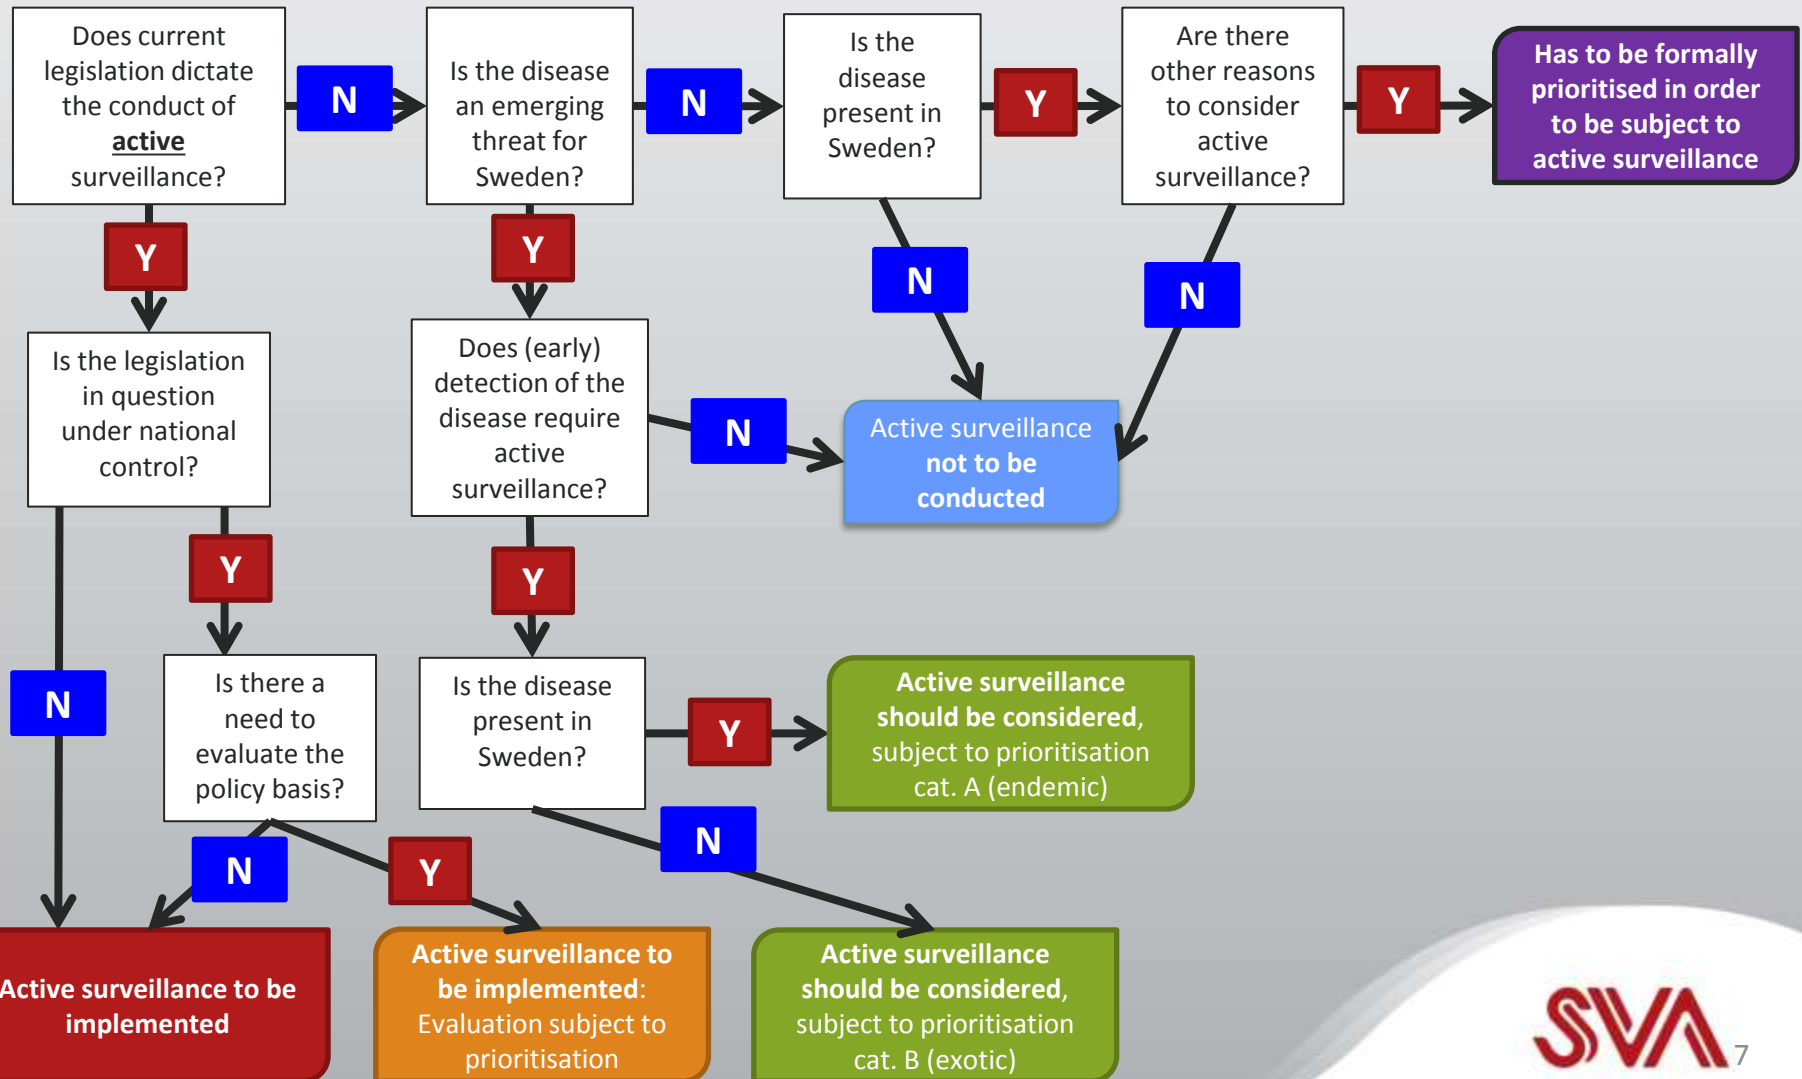 Does current
legislation dictate
the conduct of
active
surveillance?
N
Is the disease
an emerging
threat for
Sweden?
N
Is the
disease
present in
Sweden?
Y
Are there
other reasons
to consider
active
surveillance?
Y
Has to be formally
prioritised in order
to be subject to
active surveillance
Y
Y
N
N
Is the legislation
in question
under national
control?
Does (early)
detection of the
disease require
active
surveillance?
N
Active surveillance
not to be
conducted
Y
Y
N
Is there a
need to
evaluate the
policy basis?
Is the disease
present in
Sweden?
Y
Active surveillance
should be considered,
subject to prioritisation
cat. A (endemic)
N
Y
N
Active surveillance to be
implemented
Active surveillance to
be implemented:
Evaluation subject to
prioritisation
Active surveillance
should be considered,
subject to prioritisation
cat. B (exotic)
SVA
7